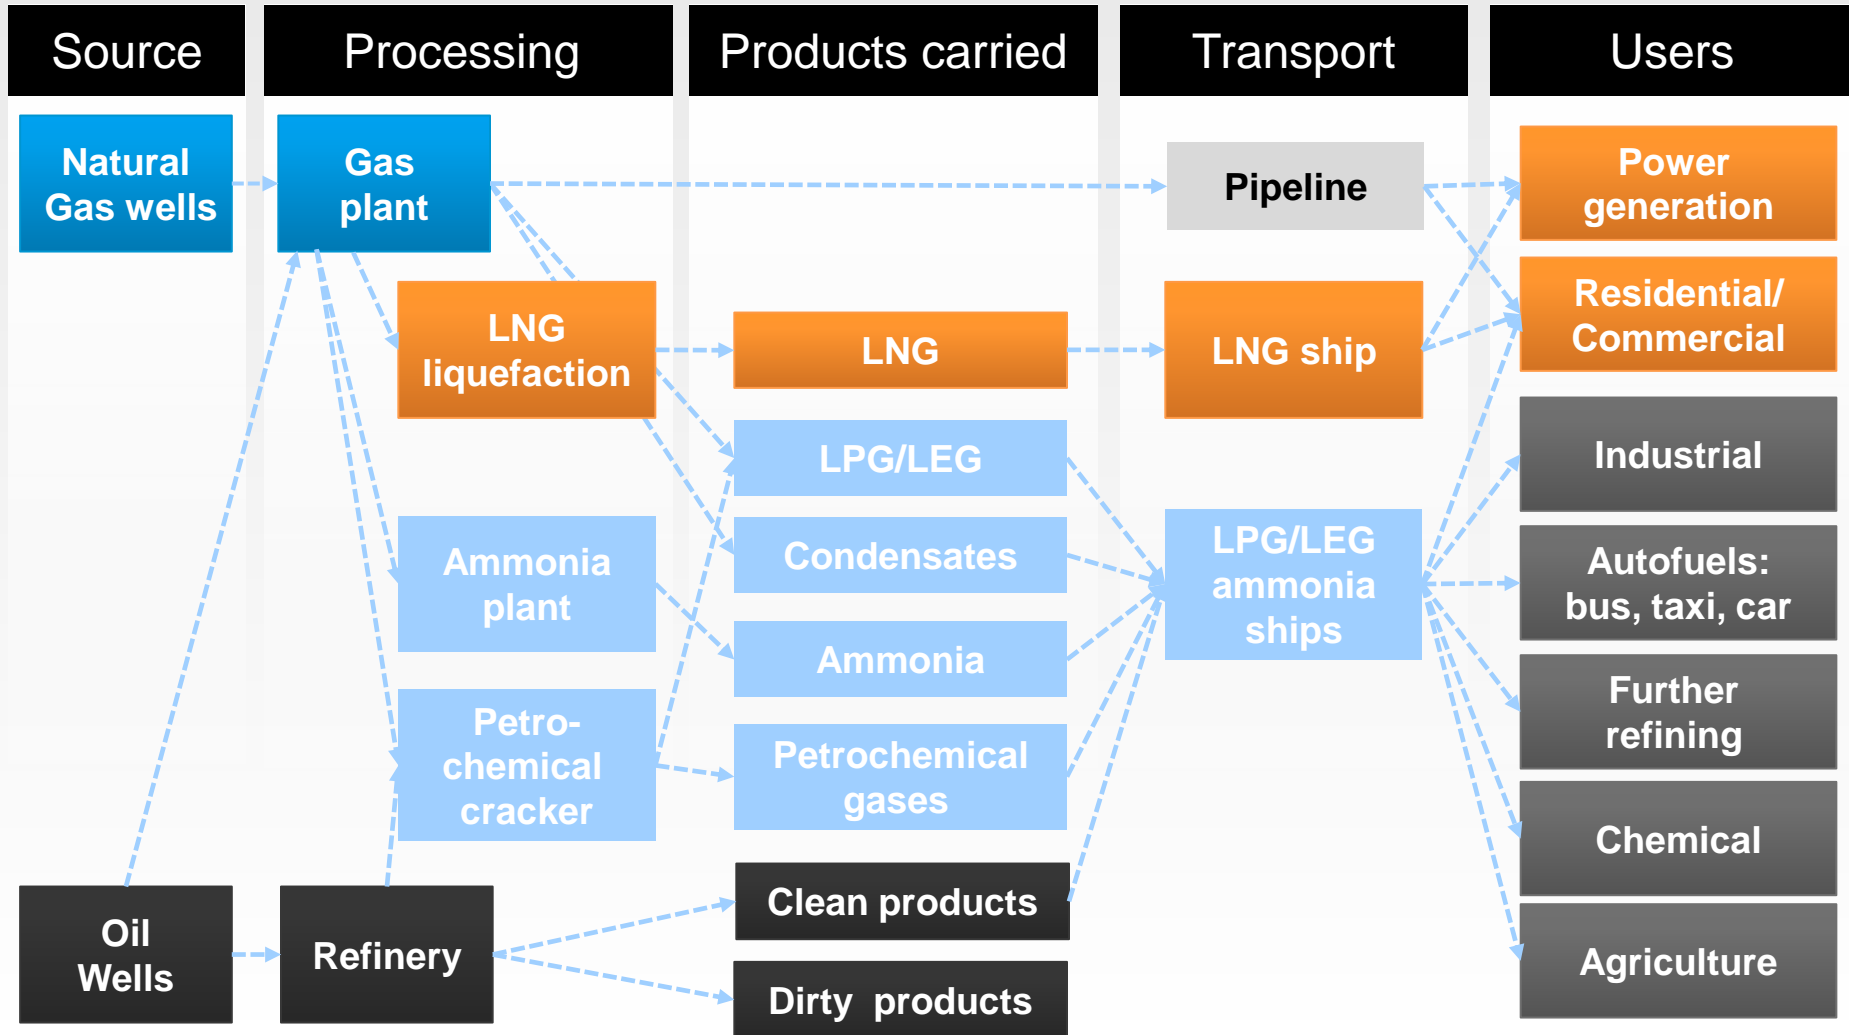 Source
Processing
Products carried
Transport
Users
Natural
Gas wells
Gas
plant
Pipeline
Power
generation
LNG
liquefaction
LNG
LNG ship
Residential/
Commercial
LPG/LEG
Industrial
Ammonia
plant
Condensates
LPG/LEG
ammonia
ships
Autofuels:
bus, taxi, car
Ammonia
Petro-
chemical
cracker
Petrochemical
gases
Further
refining
Chemical
Oil
Wells
Refinery
Clean products
Dirty products
Agriculture